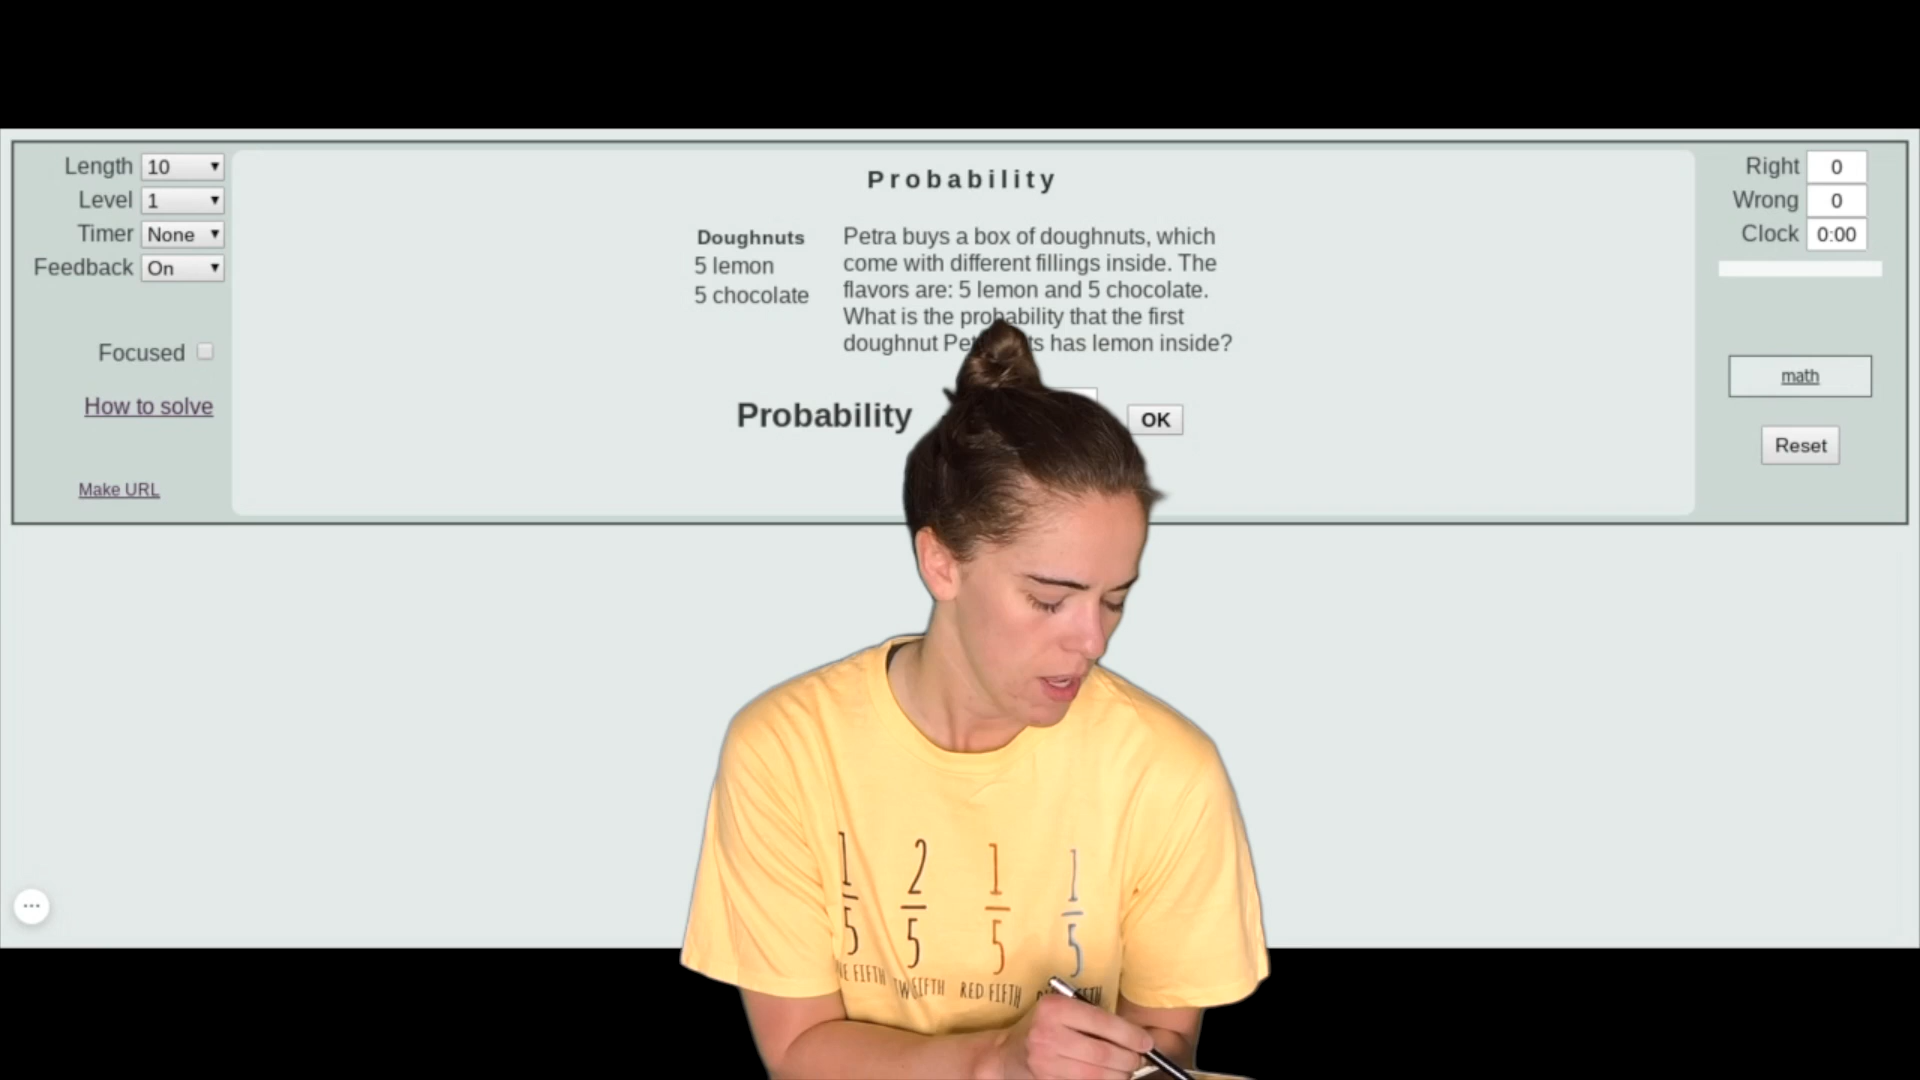 Length 10
Level 1
Timer None
Feedback On
Focused
How to solve
Make URL
Probability
Doughnuts
5 lemon
5 chocolate
Petra buys a box of doughnuts, which
come with different fillings inside. The
flavors are: 5 lemon and 5 chocolate.
What is the probability that the first
doughnut has lemon inside?
Probability
OK
Right 0
Wrong 0
Clock 0:00
math
Reset
1 2 1 1
5 5 5 5
FIFTH RED FIFTH